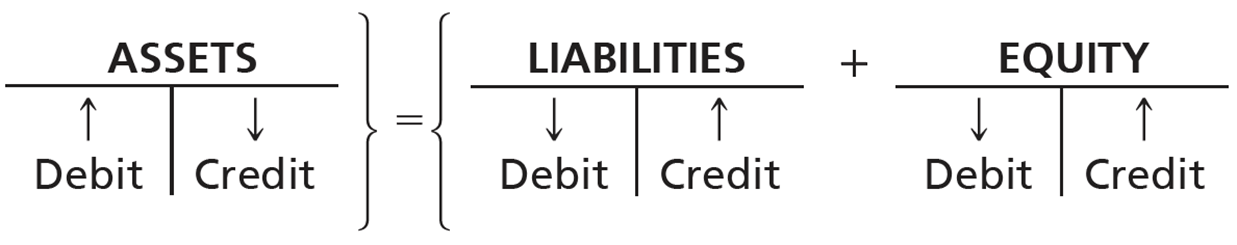 ASSETS = LIABILITIES + EQUITY
Debit Credit Debit Credit Debit Credit